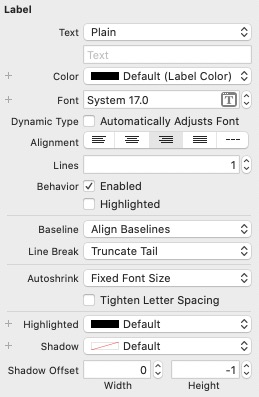 Label
Text Plain
Text
+ Color Default (Label Color)
+ Font System 17.0 T
Dynamic Type Automatically Adjusts Font
Alignment ---
Lines 1
Behavior Enabled
Highlighted
Baseline Align Baselines
Line Break Truncate Tail
Autoshrink Fixed Font Size
Tighten Letter Spacing
+ Highlighted Default
+ Shadow Default
Shadow Offset 0 -1
Width Height